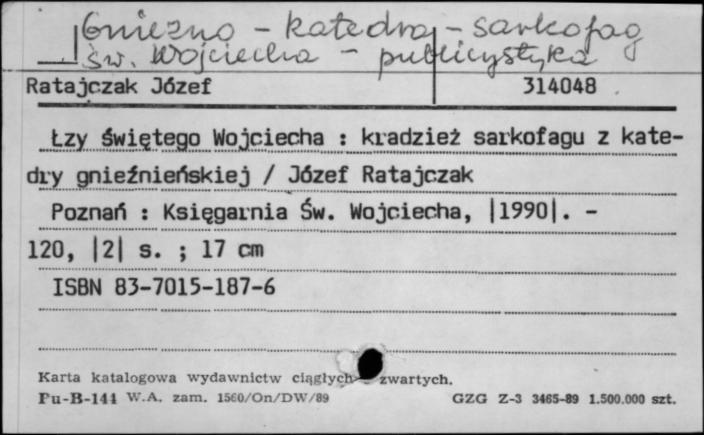 Gniezno - katedra - sarkofag
św. Wojciecha - publicystyka
Ratajczak Józef 314048
Łzy świętego Wojciecha : kradzież sarkofagu z kate-
dry gnieźnieńskiej / Józef Ratajczak
Poznań : Księgarnia Św. Wojciecha, |1990|. -
120, |2| s. ; 17 cm
ISBN 83-7015-187-6
Karta katalogowa wydawnictw ciągłych zwartych.
Pu-B-144 W.A. zam. 1560/On/DW/89 GZG Z-3 3465-89 1.500.000 szt.